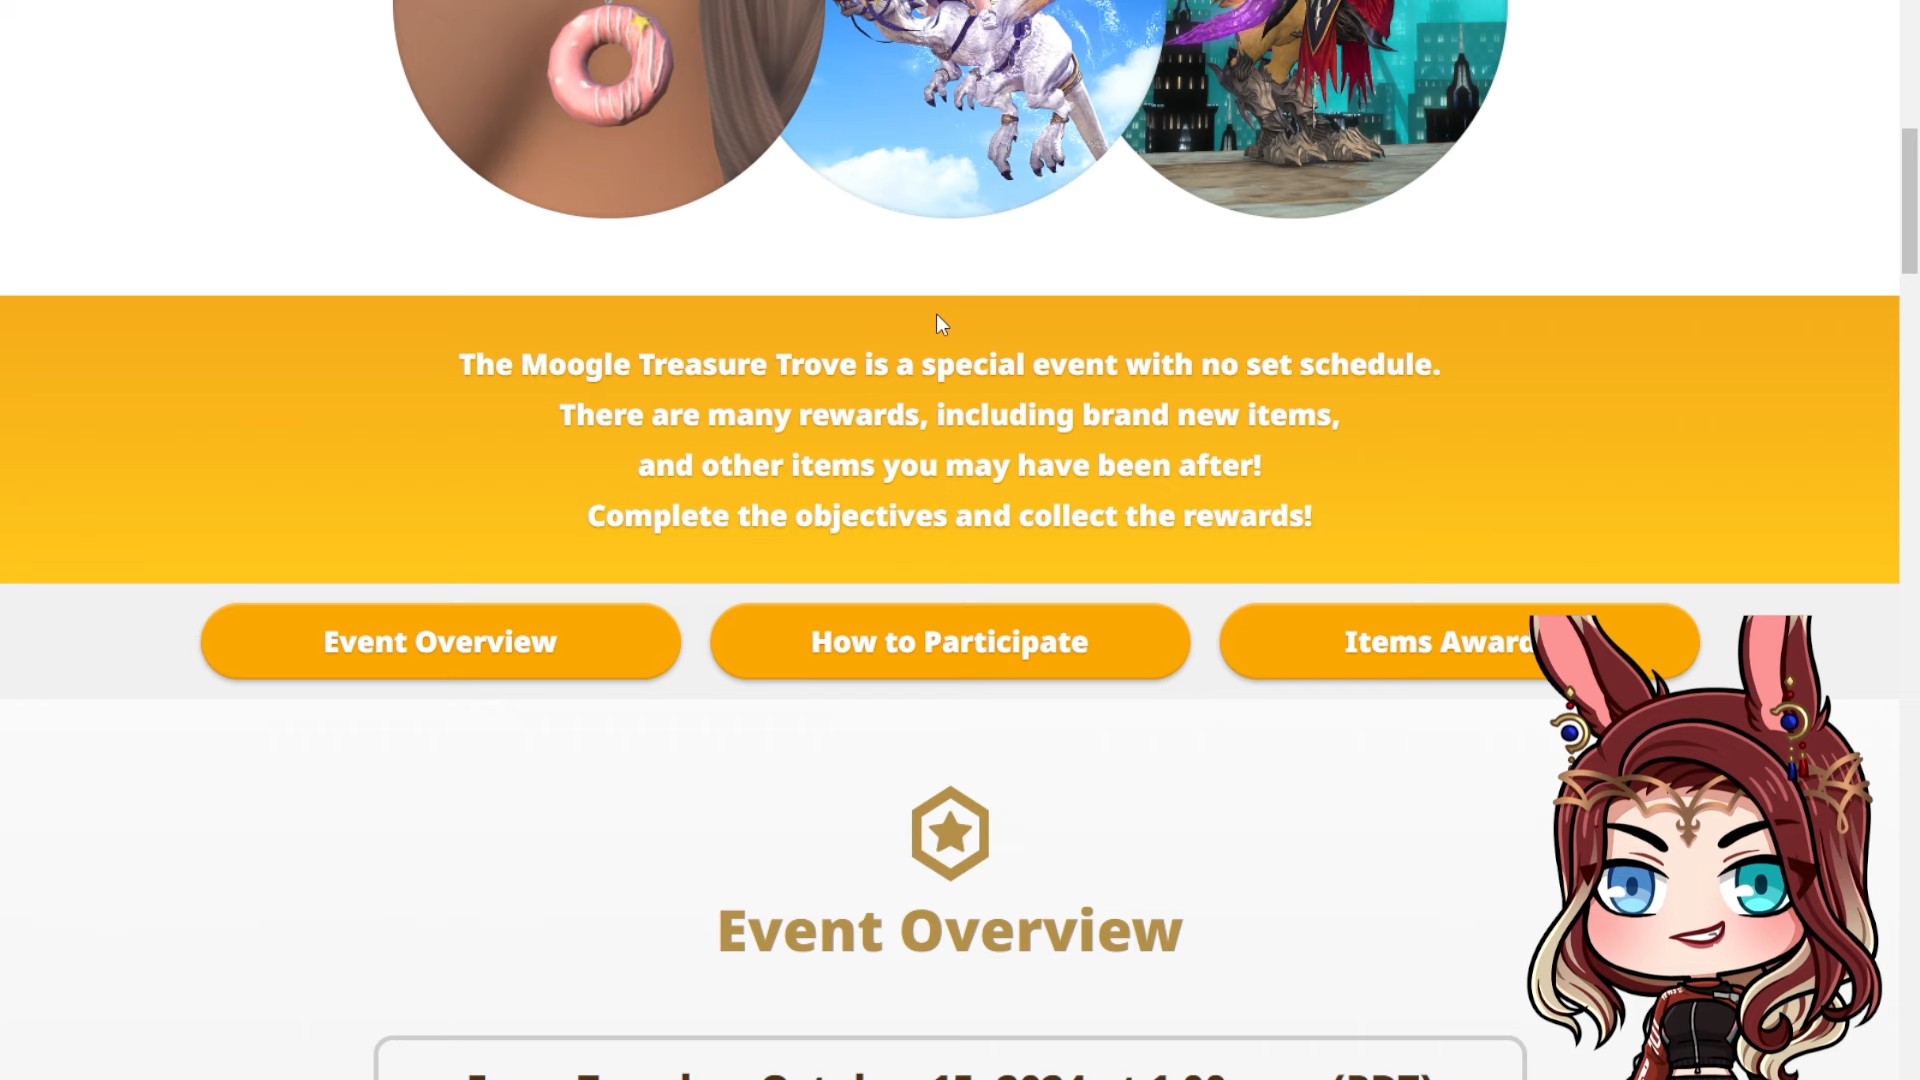 The Moogle Treasure Trove is a special event with no set schedule.
There are many rewards, including brand new items,
and other items you may have been after!
Complete the objectives and collect the rewards!
Event Overview
How to Participate
Items
Event Overview